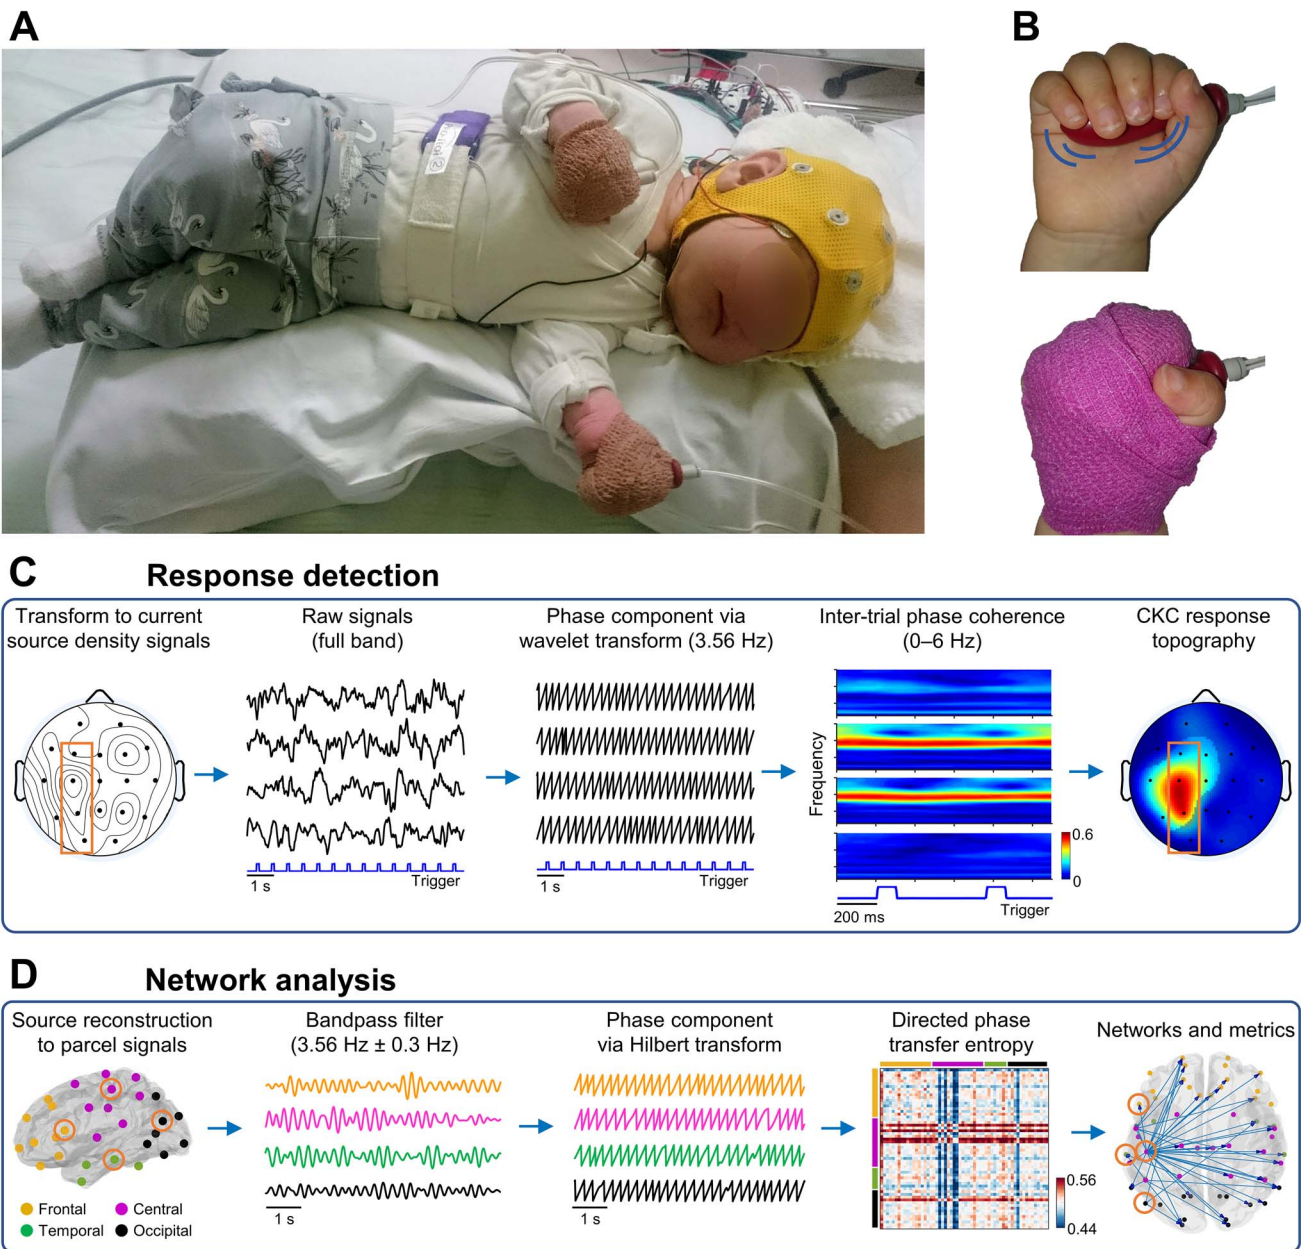 A
B
C
Response detection
Transform to current
source density signals
Raw signals
(full band)
Phase component via
wavelet transform (3.56 Hz)
Inter-trial phase coherence
(0–6 Hz)
CKC response
topography
Frequency
0.6
0
1 s
Trigger
1 s
Trigger
200 ms
Trigger
D
Network analysis
Source reconstruction
to parcel signals
Bandpass filter
(3.56 Hz ± 0.3 Hz)
Phase component
via Hilbert transform
Directed phase
transfer entropy
Networks and metrics
Frontal
Central
Temporal
Occipital
1 s
1 s
0.56
0.44